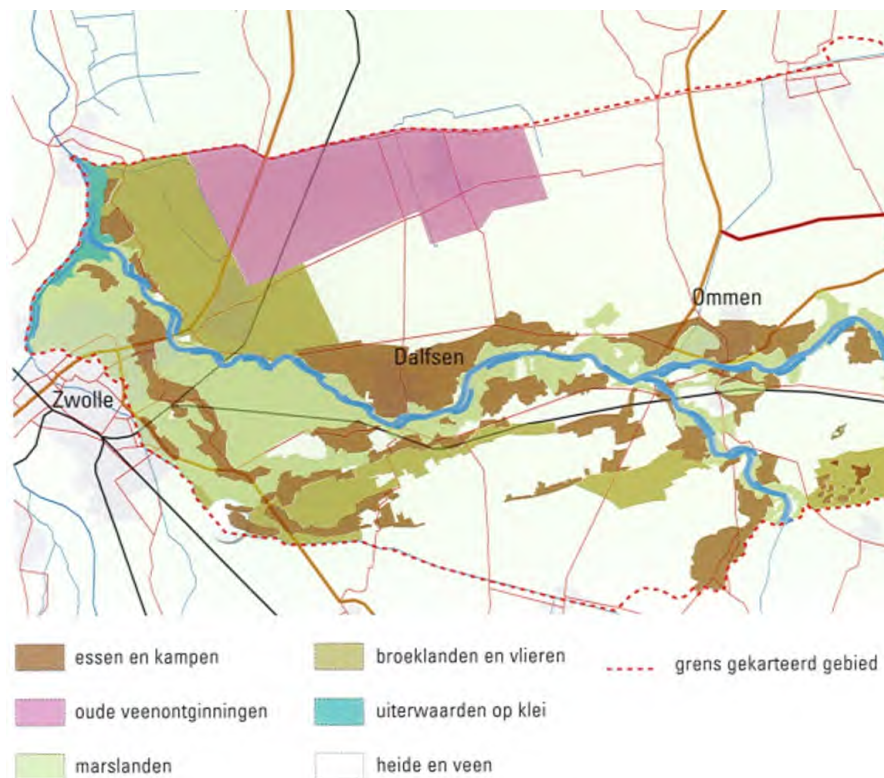 Ommen
Dalfsen
Zwolle
essen en kampen
broeklanden en vlieren
grens gekarteerd gebied
oude veenontginningen
uiterwaarden op klei
marslanden
heide en veen